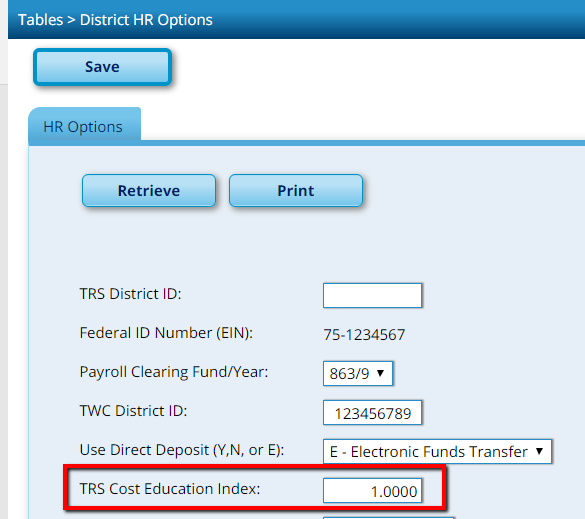 Tables > District HR Options
Save
HR Options
Retrieve Print
TRS District ID:
Federal ID Number (EIN): 75-1234567
Payroll Clearing Fund/Year: 863/9
TWC District ID: 123456789
Use Direct Deposit (Y,N, or E): E - Electronic Funds Transfer
TRS Cost Education Index: 1.0000